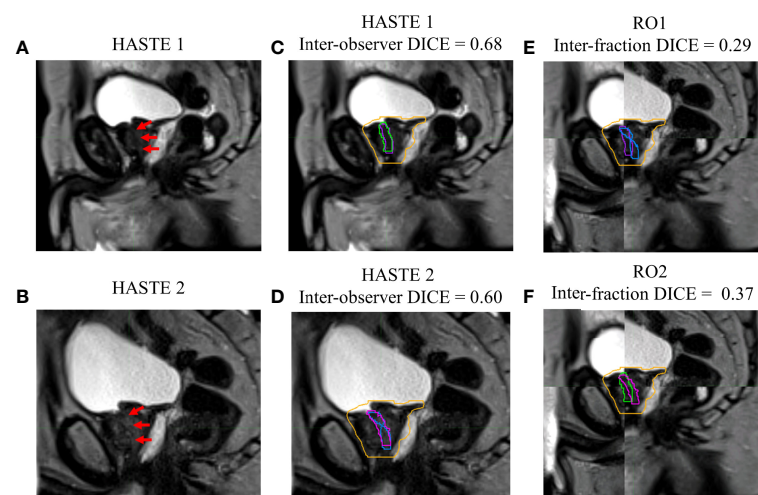 A
HASTE 1
C
HASTE 1
Inter-observer DICE = 0.68
E
RO1
Inter-fraction DICE = 0.29
B
HASTE 2
D
HASTE 2
Inter-observer DICE = 0.60
F
RO2
Inter-fraction DICE = 0.37